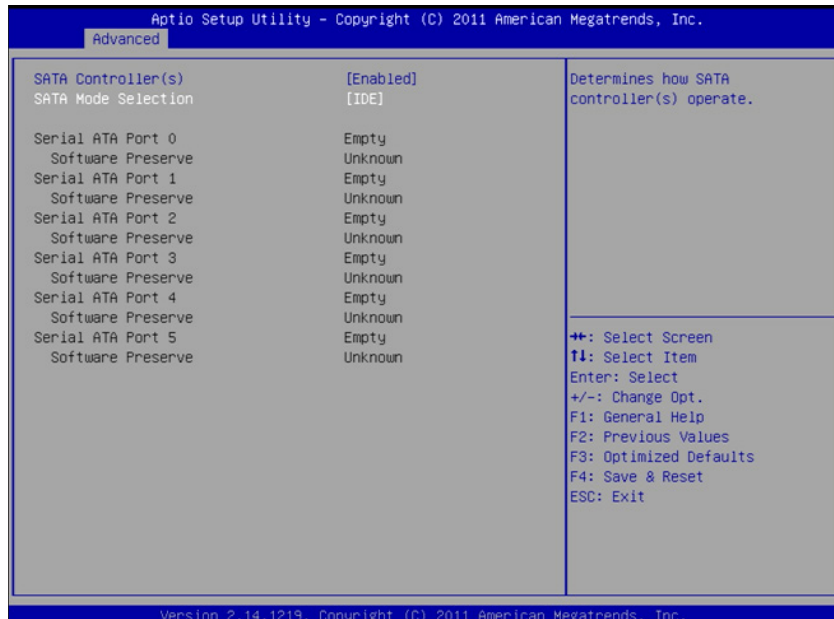 Aptio Setup Utility – Copyright (C) 2011 American Megatrends, Inc.
Advanced
SATA Controller(s) [Enabled]
SATA Mode Selection [IDE]
Serial ATA Port 0 Empty
Software Preserve Unknown
Serial ATA Port 1 Empty
Software Preserve Unknown
Serial ATA Port 2 Empty
Software Preserve Unknown
Serial ATA Port 3 Empty
Software Preserve Unknown
Serial ATA Port 4 Empty
Software Preserve Unknown
Serial ATA Port 5 Empty
Software Preserve Unknown
Determines how SATA
controller(s) operate.
→←: Select Screen
↑↓: Select Item
Enter: Select
+/-: Change Opt.
F1: General Help
F2: Previous Values
F3: Optimized Defaults
F4: Save & Reset
ESC: Exit
Version 2.14.1219. Copyright (C) 2011 American Megatrends, Inc.